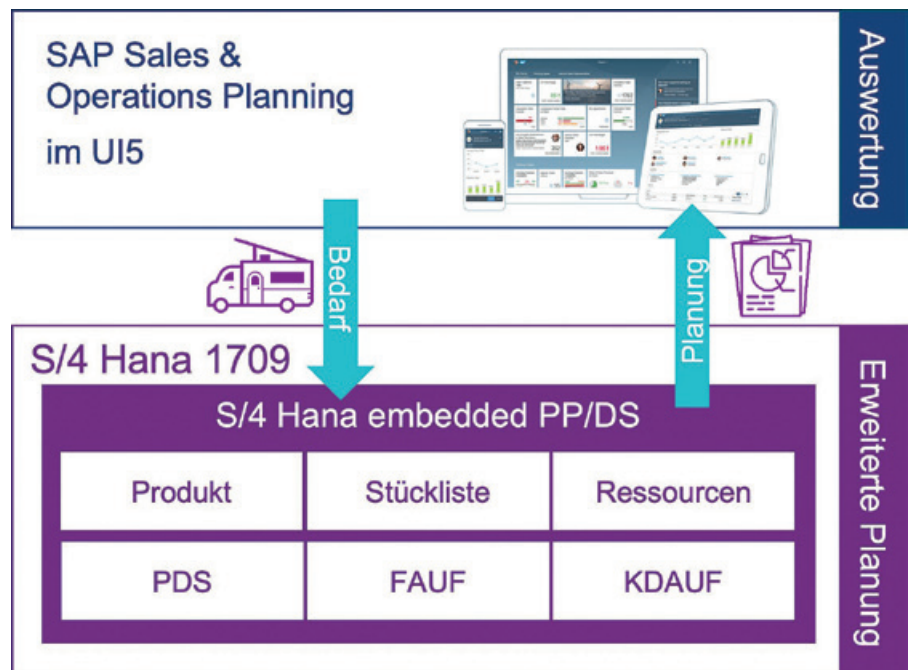 SAP Sales &
Operations Planning
im UI5
Auswertung
Bedarf
Planung
S/4 Hana 1709
S/4 Hana embedded PP/DS
Produkt
Stückliste
Ressourcen
PDS
FAUF
KDAUF
Erweiterte Planung